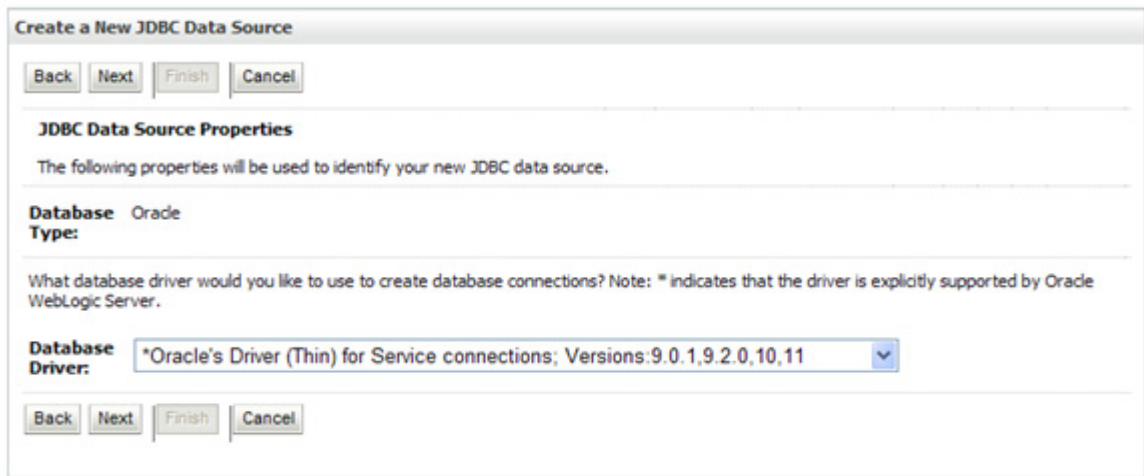 Create a New JDBC Data Source
Back Next Finish Cancel
JDBC Data Source Properties
The following properties will be used to identify your new JDBC data source.
Database Type: Oracle
What database driver would you like to use to create database connections? Note: * indicates that the driver is explicitly supported by Oracle
WebLogic Server.
Database Driver: *Oracle's Driver (Thin) for Service connections; Versions:9.0.1,9.2.0,10,11
Back Next Finish Cancel